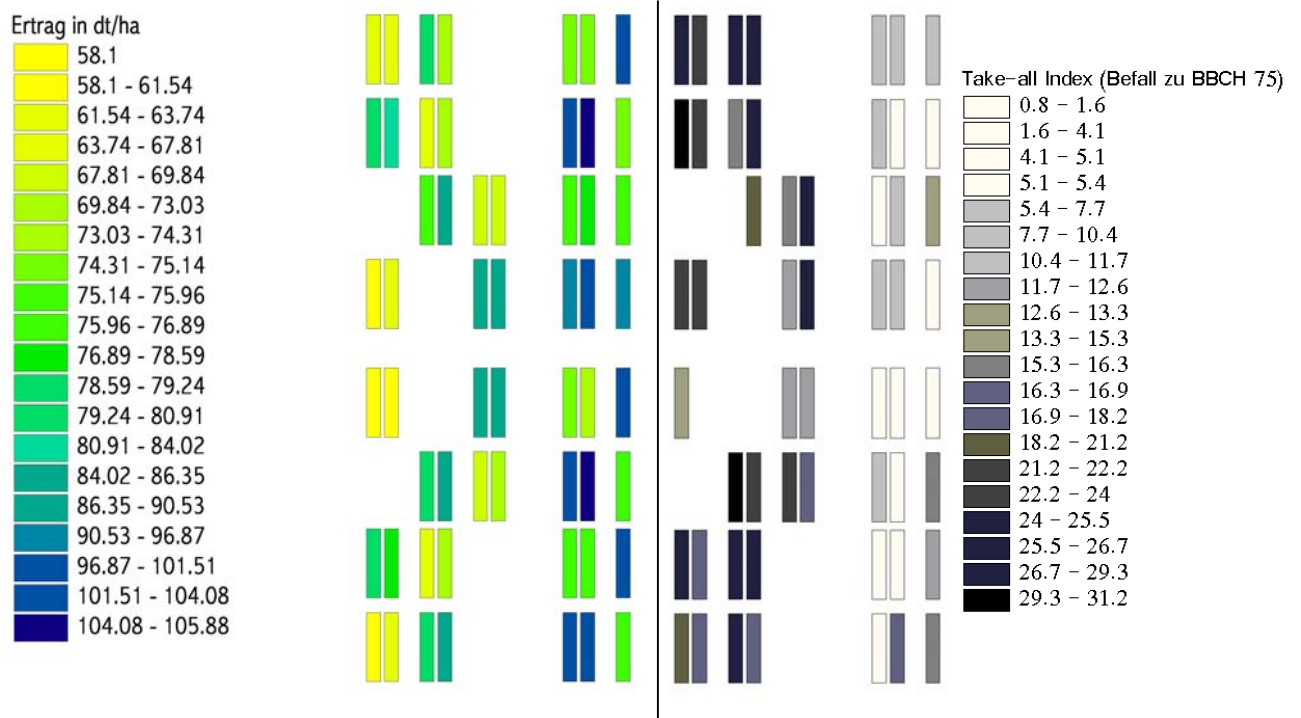 Ertrag in dt/ha
58.1
58.1 - 61.54
61.54 - 63.74
63.74 - 67.81
67.81 - 69.84
69.84 - 73.03
73.03 - 74.31
74.31 - 75.14
75.14 - 75.96
75.96 - 76.89
76.89 - 78.59
78.59 - 79.24
79.24 - 80.91
80.91 - 84.02
84.02 - 86.35
86.35 - 90.53
90.53 - 96.87
96.87 - 101.51
101.51 - 104.08
104.08 - 105.88
Take-all Index (Befall zu BBCH 75)
0.8 - 1.6
1.6 - 4.1
4.1 - 5.1
5.1 - 5.4
5.4 - 7.7
7.7 - 10.4
10.4 - 11.7
11.7 - 12.6
12.6 - 13.3
13.3 - 15.3
15.3 - 16.3
16.3 - 16.9
16.9 - 18.2
18.2 - 21.2
21.2 - 22.2
22.2 - 24
24 - 25.5
25.5 - 26.7
26.7 - 29.3
29.3 - 31.2